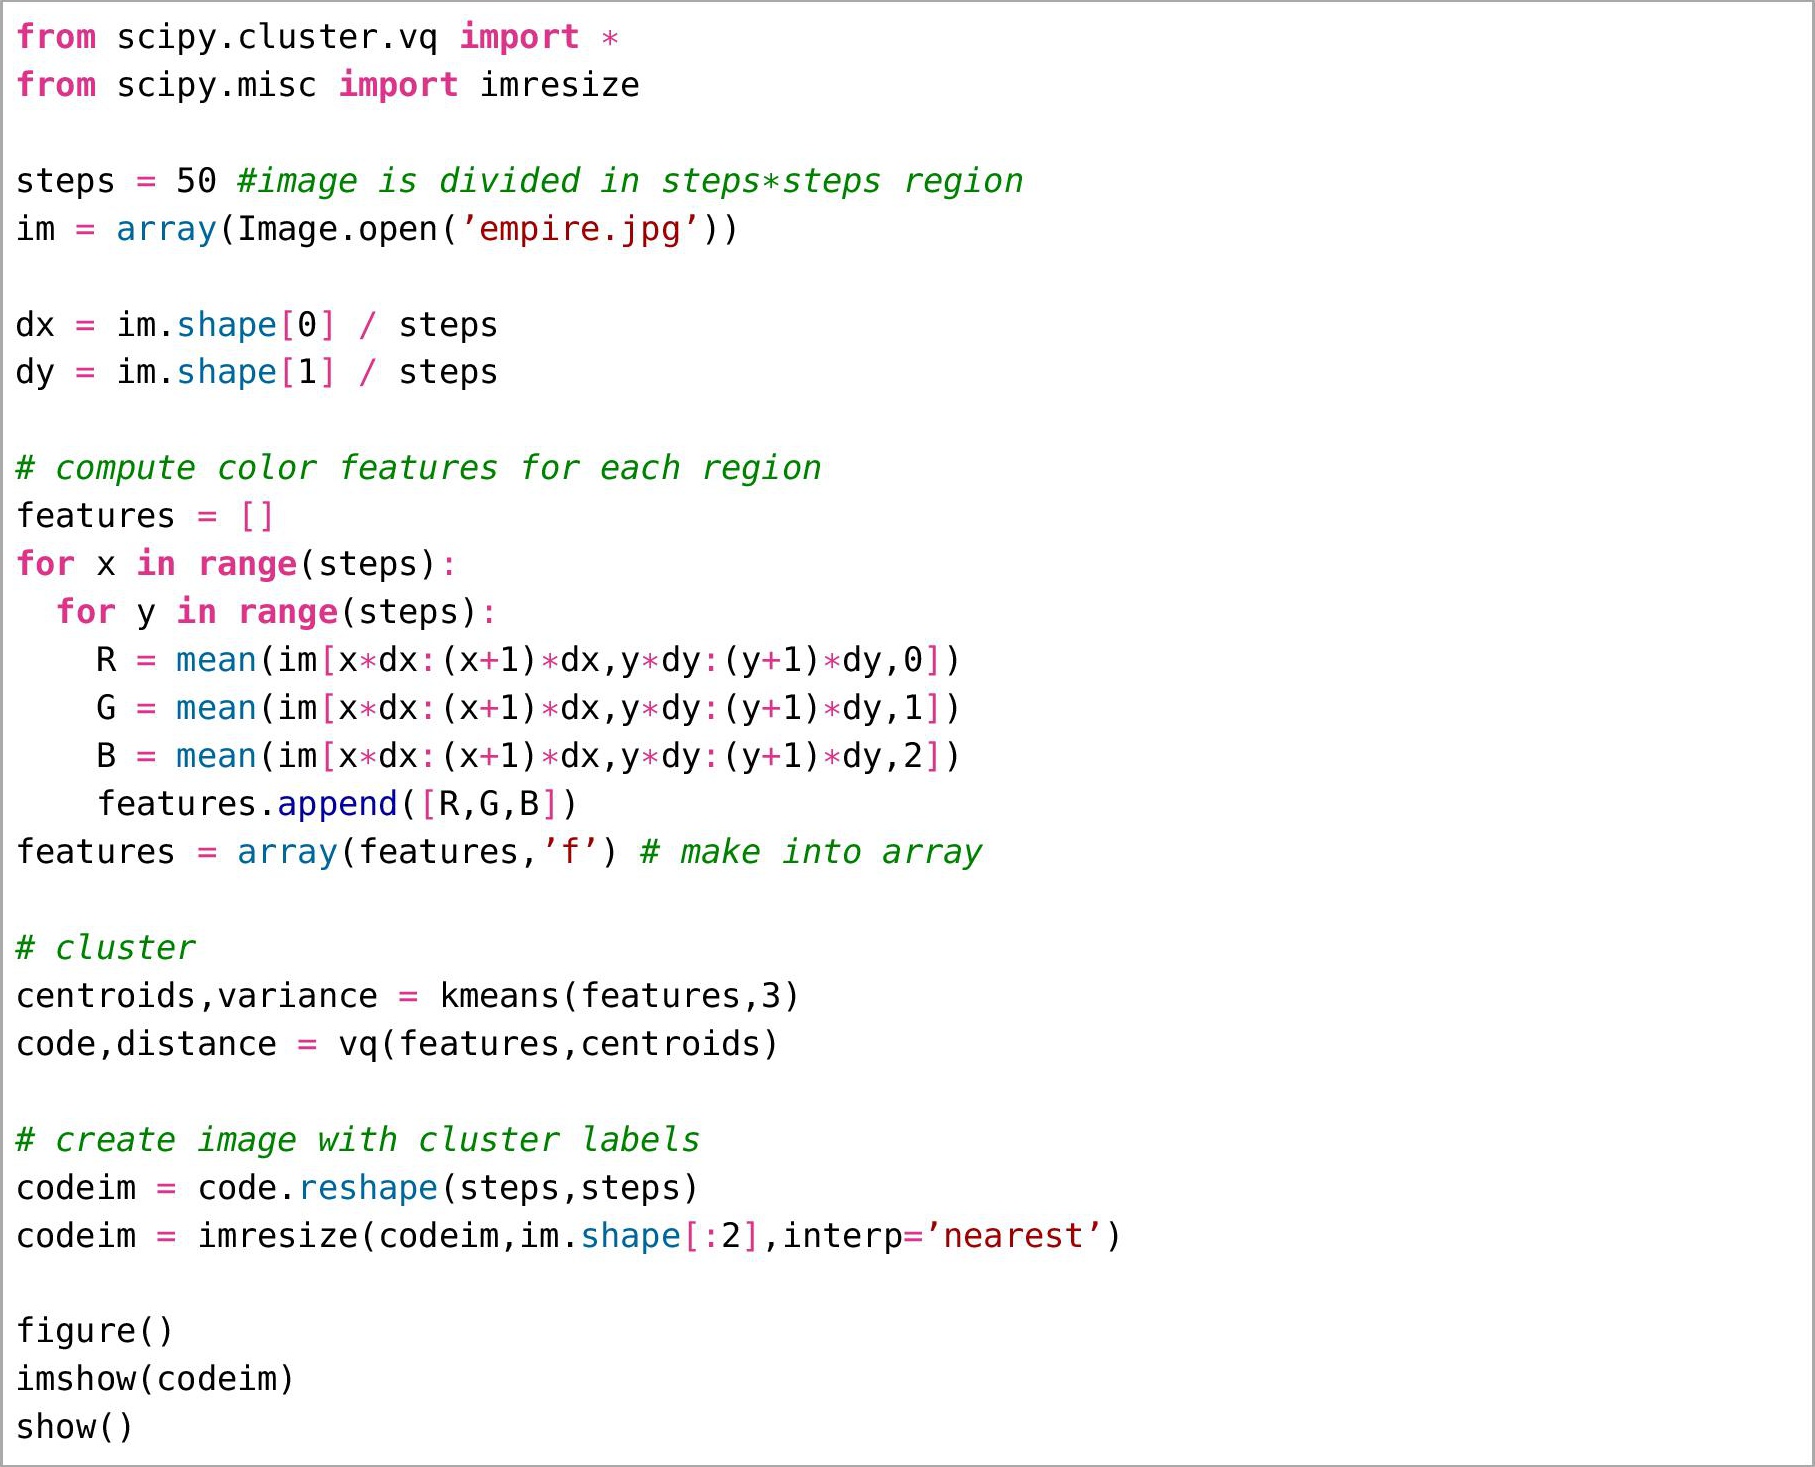 from scipy.cluster.vq import *
from scipy.misc import imresize

steps = 50 #image is divided in steps*steps region
im = array(Image.open(’empire.jpg’))

dx = im.shape[0] / steps
dy = im.shape[1] / steps

# compute color features for each region
features = []
for x in range(steps):
  for y in range(steps):
    R = mean(im[x*dx:(x+1)*dx,y*dy:(y+1)*dy,0])
    G = mean(im[x*dx:(x+1)*dx,y*dy:(y+1)*dy,1])
    B = mean(im[x*dx:(x+1)*dx,y*dy:(y+1)*dy,2])
    features.append([R,G,B])
features = array(features,’f’) # make into array

# cluster
centroids,variance = kmeans(features,3)
code,distance = vq(features,centroids)

# create image with cluster labels
codeim = code.reshape(steps,steps)
codeim = imresize(codeim,im.shape[:2],interp=’nearest’)

figure()
imshow(codeim)
show()